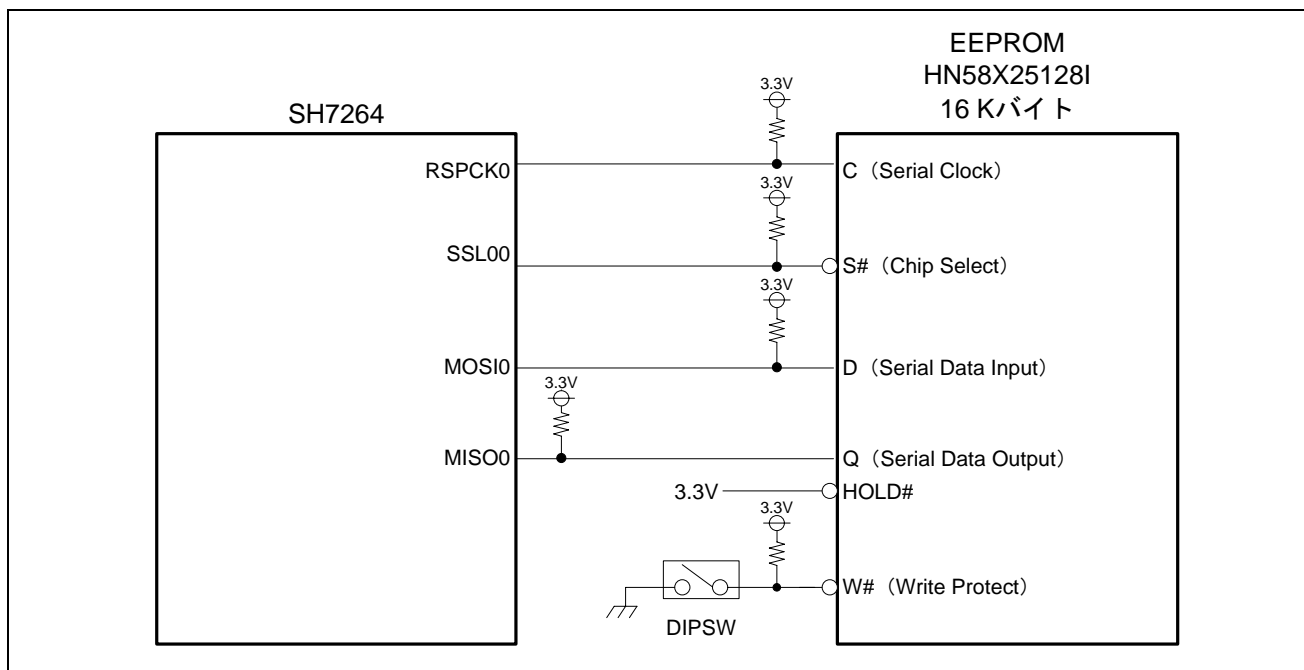 EEPROM
HN58X25128I
16 Kバイト
SH7264
3.3V
RSPCK0
C（Serial Clock）
3.3V
SSL00
S#（Chip Select）
3.3V
MOSI0
D（Serial Data Input）
3.3V
MISO0
Q（Serial Data Output）
3.3V
HOLD#
3.3V
W#（Write Protect）
DIPSW